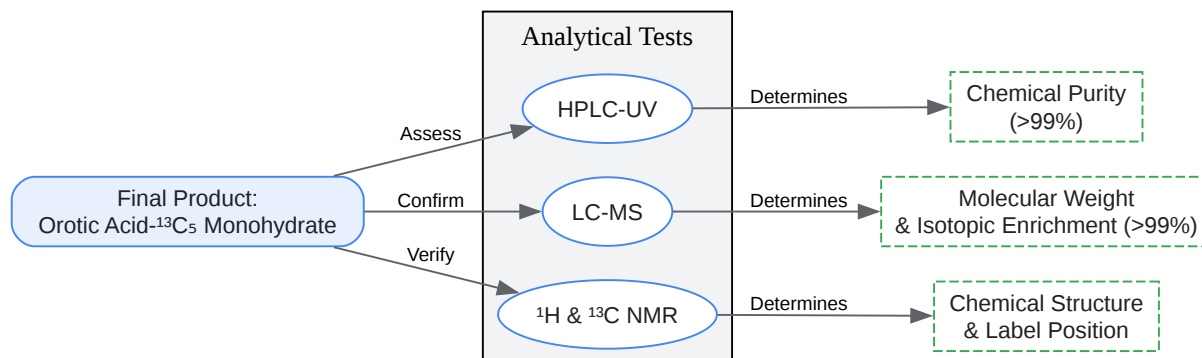 Analytical Tests
HPLC-UV
Determines
Chemical Purity
(>99%)
Assess
Final Product:
Orotic Acid-¹³C₅ Monohydrate
Confirm
LC-MS
Determines
Molecular Weight
& Isotopic Enrichment (>99%)
Verify
¹H & ¹³C NMR
Determines
Chemical Structure
& Label Position